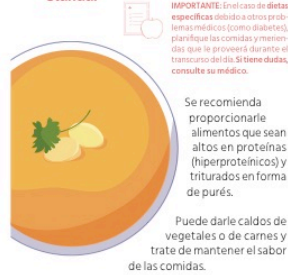 IMPORTANTE: En el caso de dietas
específicas debido a otros prob-
lemas médicos (como diabetes),
planifique las comidas y merien-
das que le proveerá durante el
transcurso del día. Si tiene dudas,
consulte su médico.
Se recomienda
proporcionarle
alimentos que sean
altos en proteínas
(hiperproteínicos) y
triturados en forma
de purés.
Puede darle caldos de
vegetales o de carnes y
trate de mantener el sabor
de las comidas.